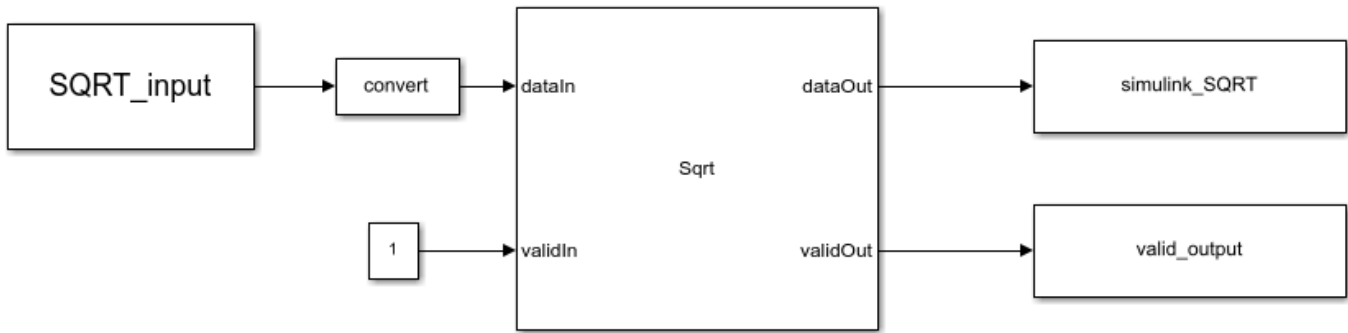 SQRT_input
convert
dataIn
dataOut
simulink_SQRT
Sqrt
1
validIn
validOut
valid_output